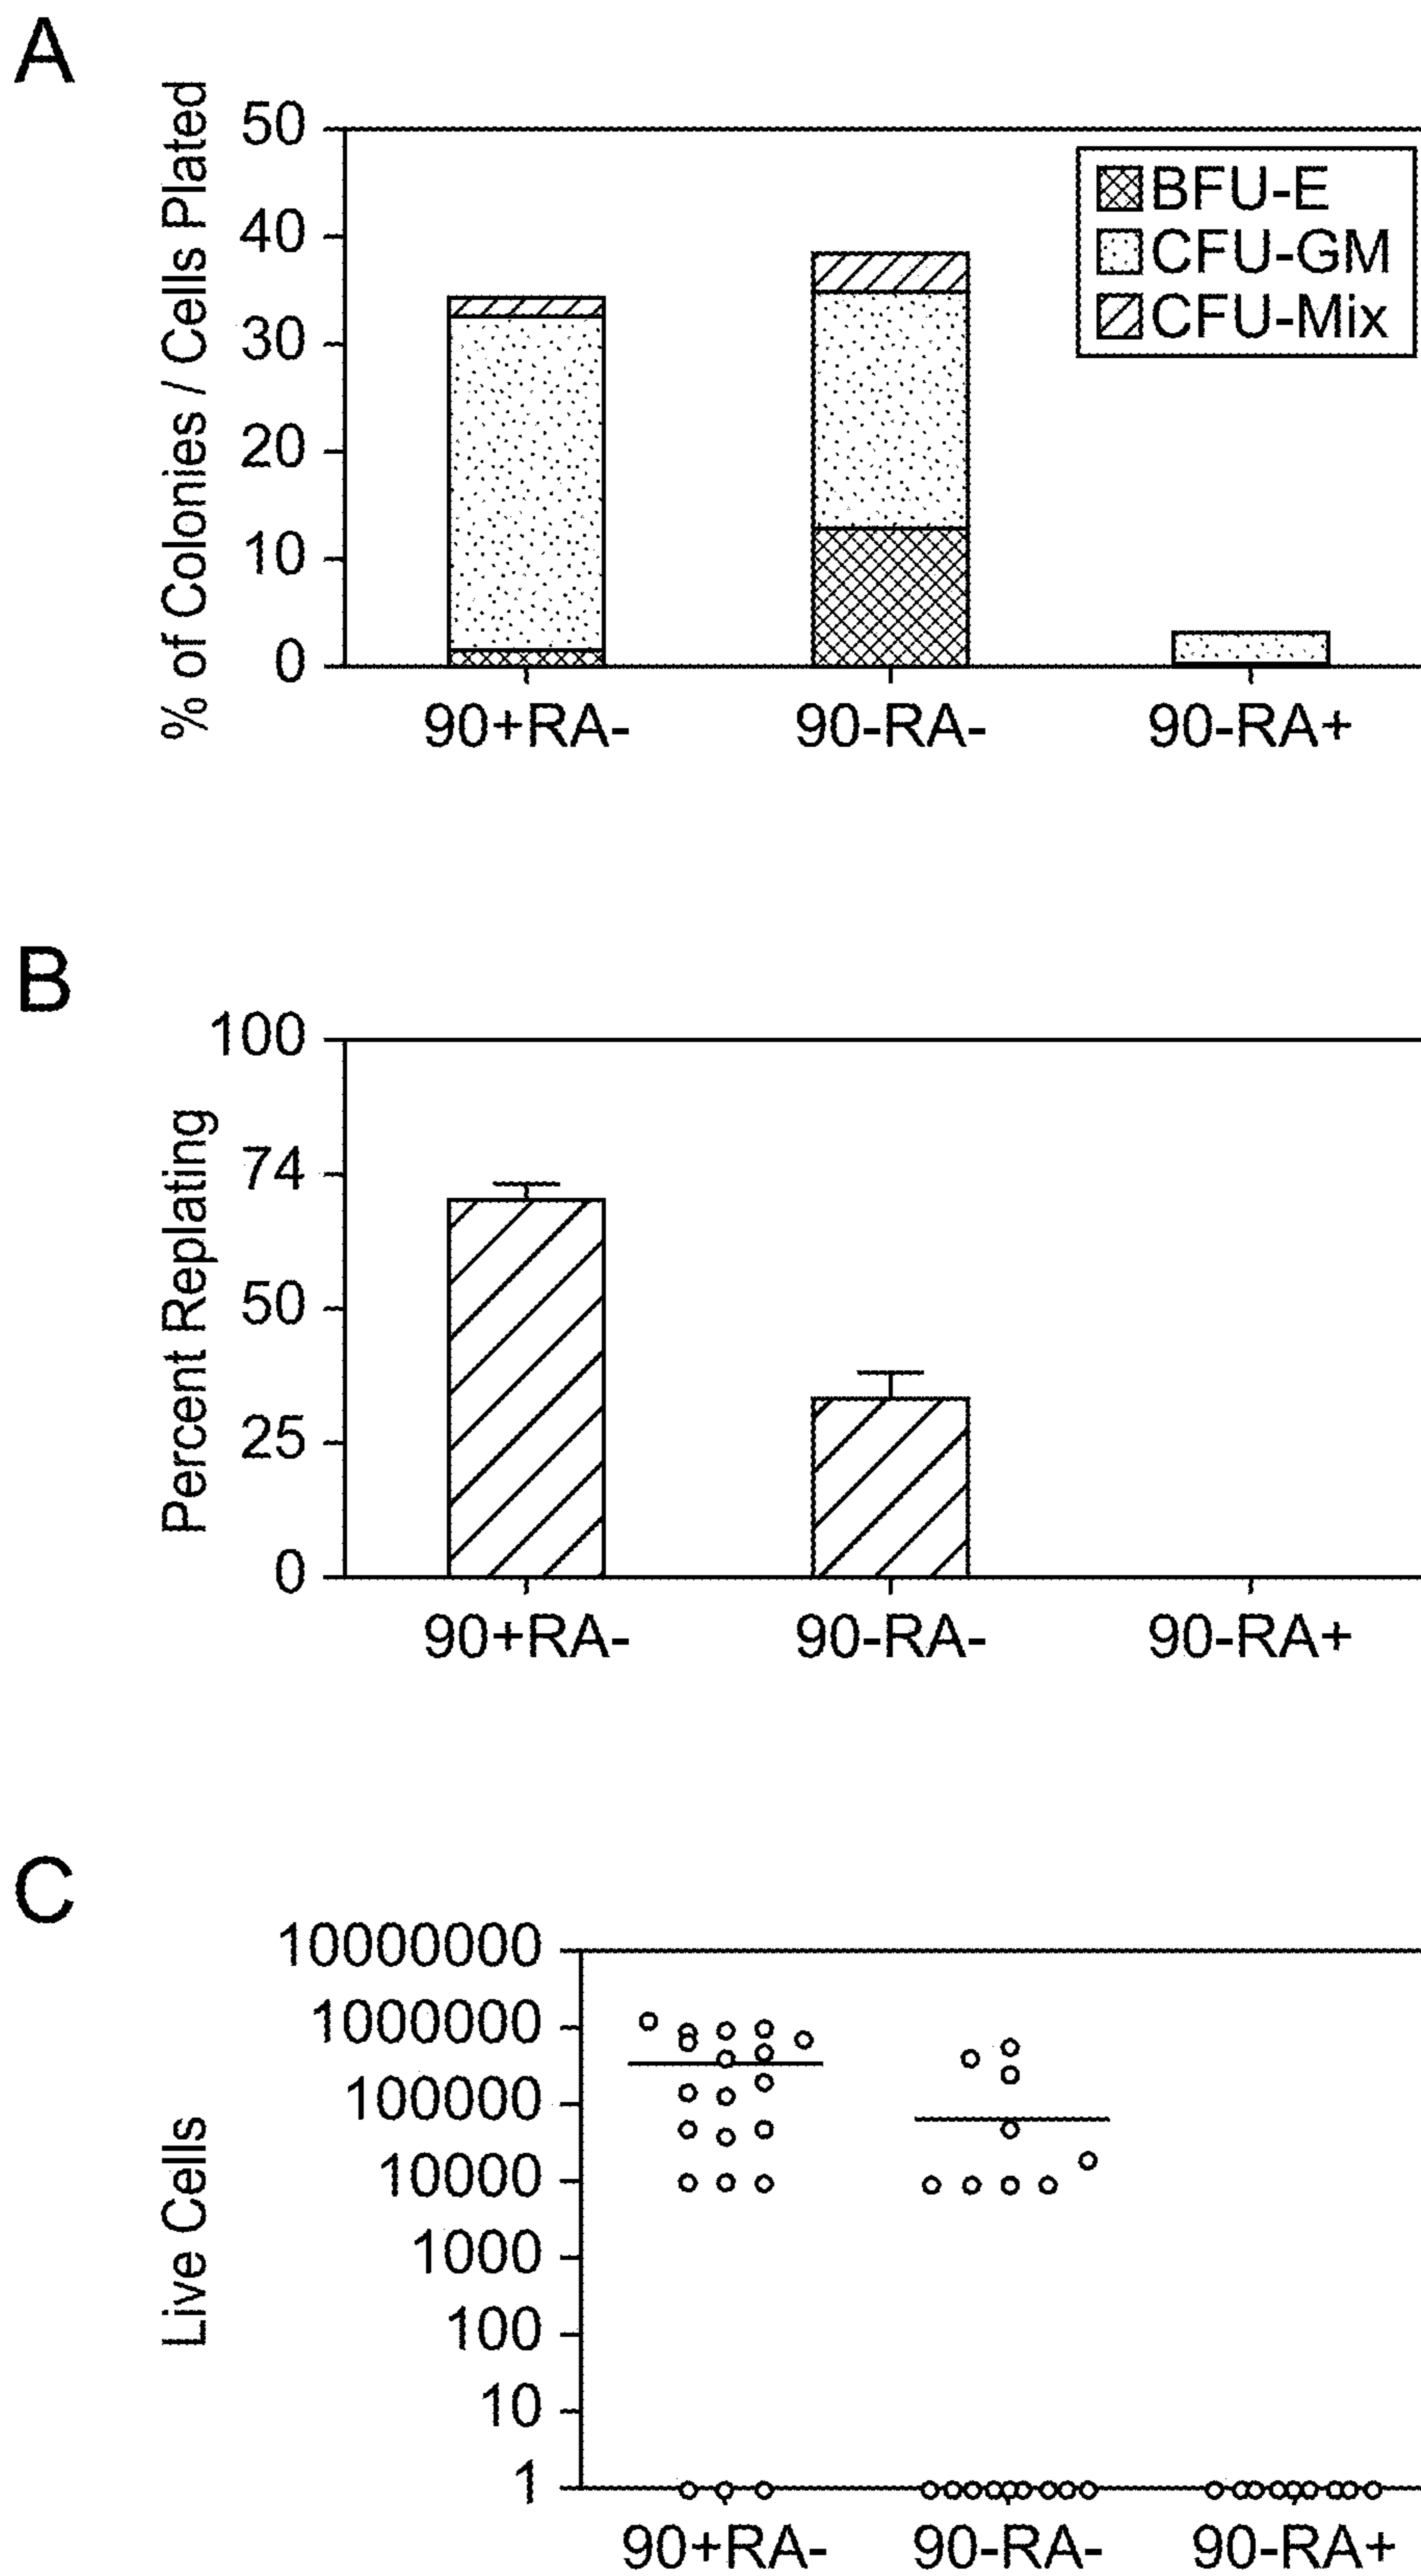 A
% of Colonies / Cells Plated
50
40
30
20
10
0
BFU-E
CFU-GM
CFU-Mix
90+RA- 90-RA- 90-RA+
B
Percent Replating
100
74
50
25
0
90+RA- 90-RA- 90-RA+
C
Live Cells
10000000
1000000
100000
10000
1000
100
10
1
90+RA- 90-RA- 90-RA+